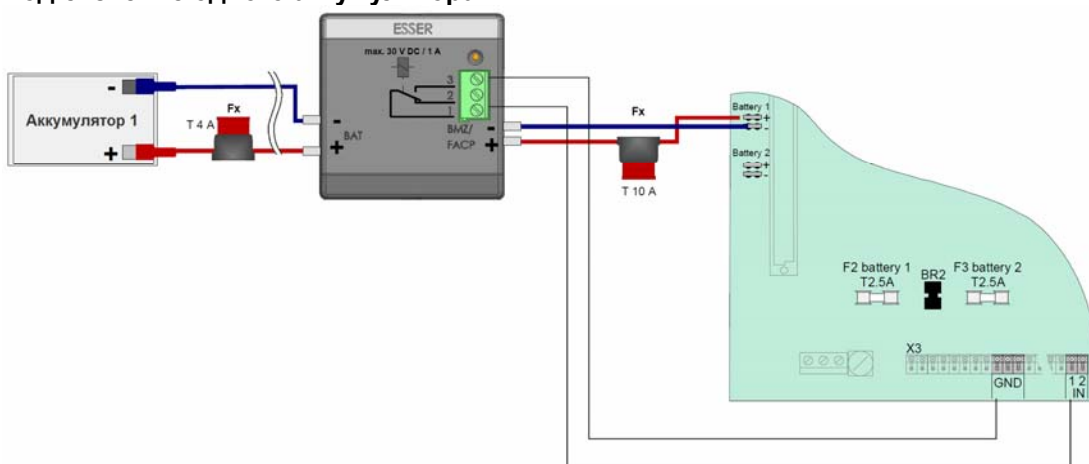 ESSER
max. 30 V DC / 1 A
3
2
1
Аккумулятор 1
-
+
Fx
T 4 A
-
+
BAT
BMZ/
FACP
-
+
Fx
T 10 A
Battery 1
+
-
Battery 2
+
-
F2 battery 1
T2.5A
BR2
F3 battery 2
T2.5A
X3
GND
1 2
IN